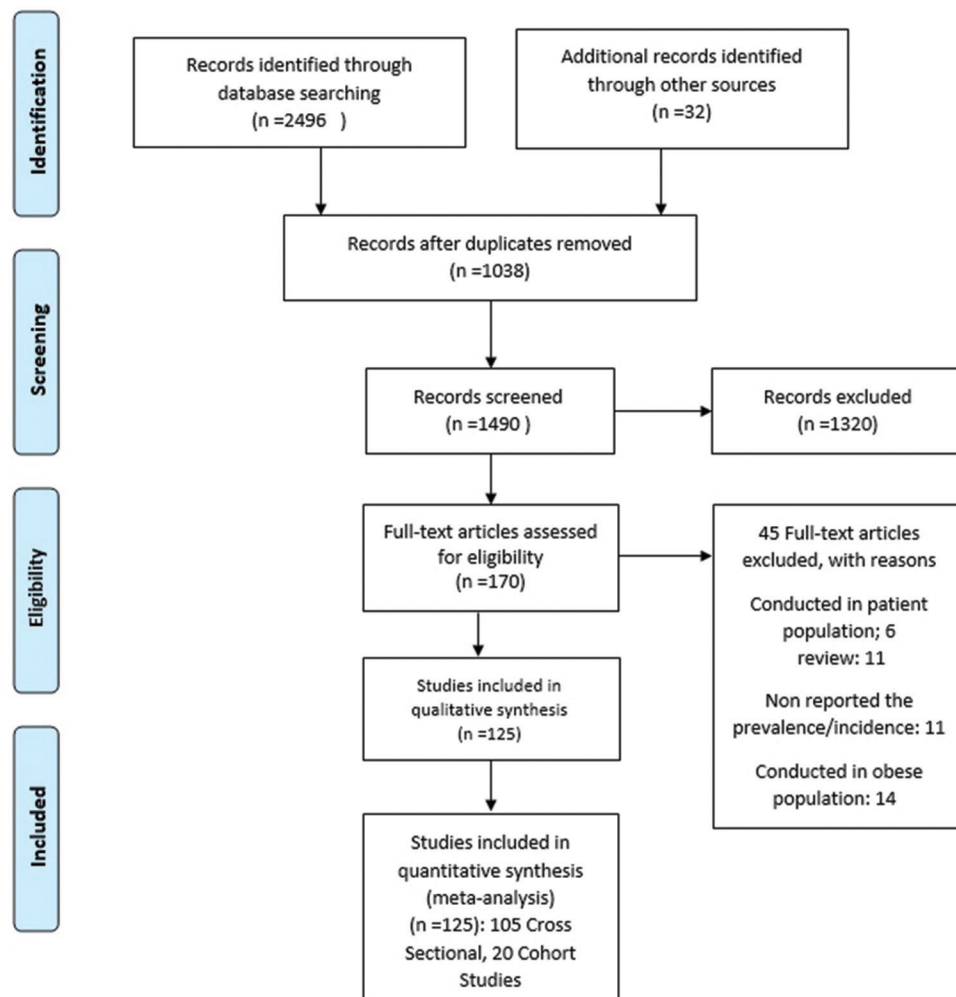 Identification
Records identified through
database searching
(n =2496   )
Additional records identified
through other sources
(n =32)
Records after duplicates removed
(n =1038)
Screening
Records screened
(n =1490 )
Records excluded
(n =1320)
Eligibility
Full-text articles assessed
for eligibility
(n =170)
45 Full-text articles
excluded, with reasons
Conducted in patient
population; 6
review: 11
Non reported the
prevalence/incidence: 11
Conducted in obese
population: 14
Studies included in
qualitative synthesis
(n =125)
Included
Studies included in
quantitative synthesis
(meta-analysis)
(n =125): 105 Cross
Sectional, 20 Cohort
Studies